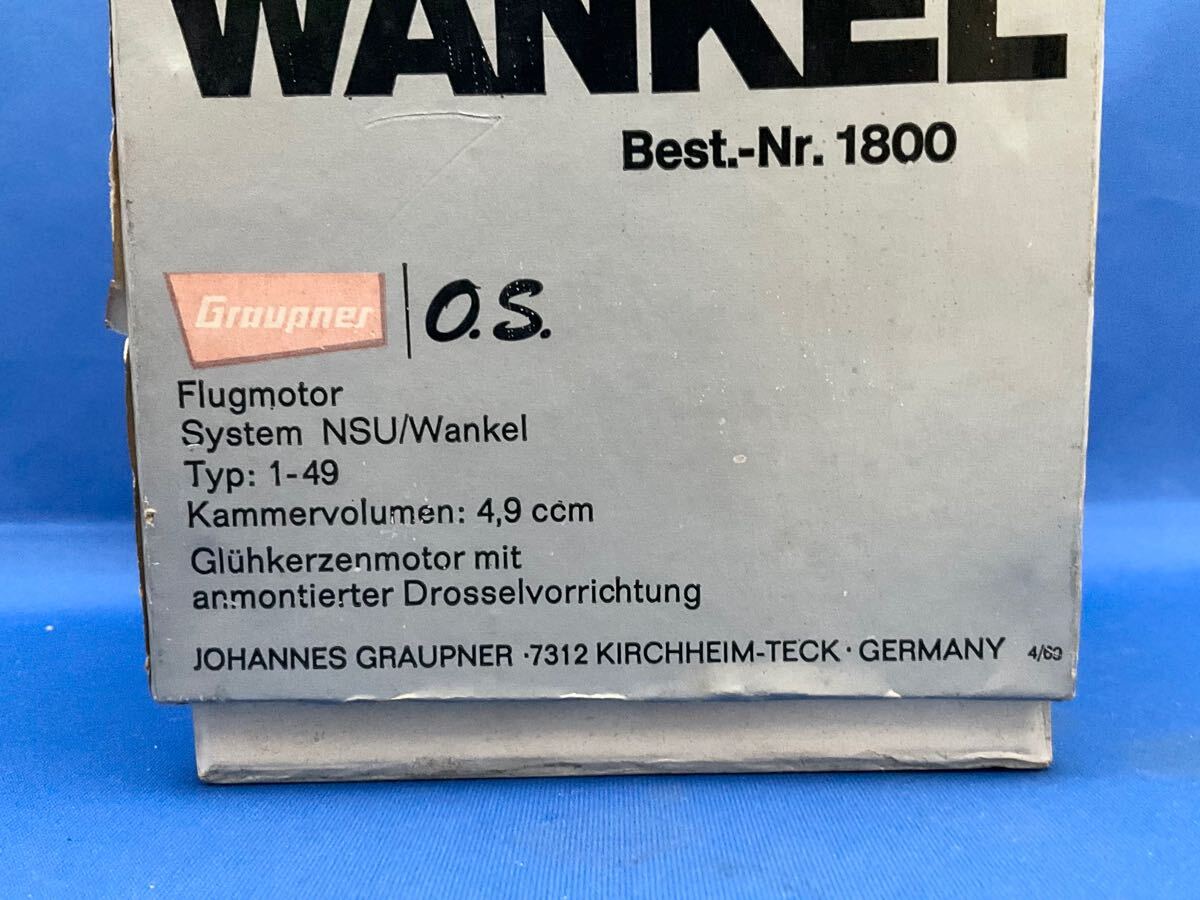 WANKEL
Best.-Nr. 1800
Graupner O.S.
Flugmotor
System NSU/Wankel
Typ: 1-49
Kammervolumen: 4,9 ccm
Glühkerzenmotor mit
anmontierter Drosselvorrichtung
JOHANNES GRAUPNER · 7312 KIRCHHEIM-TECK · GERMANY